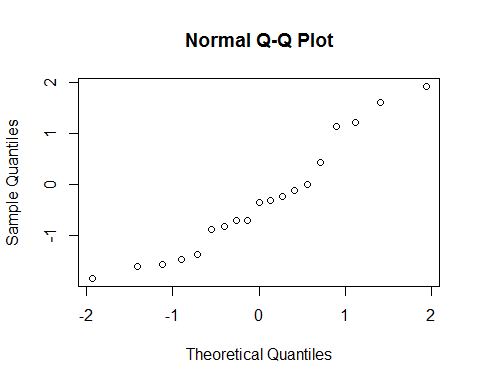 Normal Q-Q Plot
Sample Quantiles
2
1
0
-1
-2 -1 0 1 2
Theoretical Quantiles